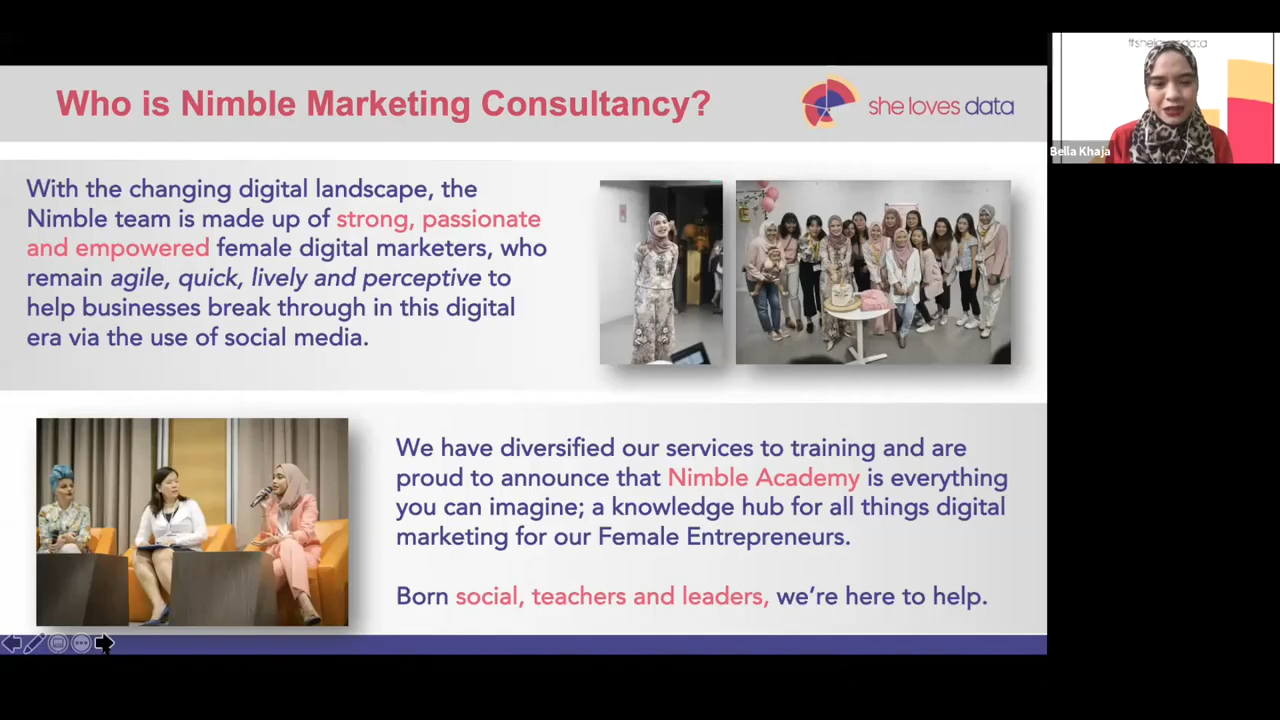 Who is Nimble Marketing Consultancy?
she loves data
With the changing digital landscape, the
Nimble team is made up of strong, passionate
and empowered female digital marketers, who
remain agile, quick, lively and perceptive to
help businesses break through in this digital
era via the use of social media.
We have diversified our services to training and are
proud to announce that Nimble Academy is everything
you can imagine; a knowledge hub for all things digital
marketing for our Female Entrepreneurs.
Born social, teachers and leaders, we’re here to help.
Bella Khaja